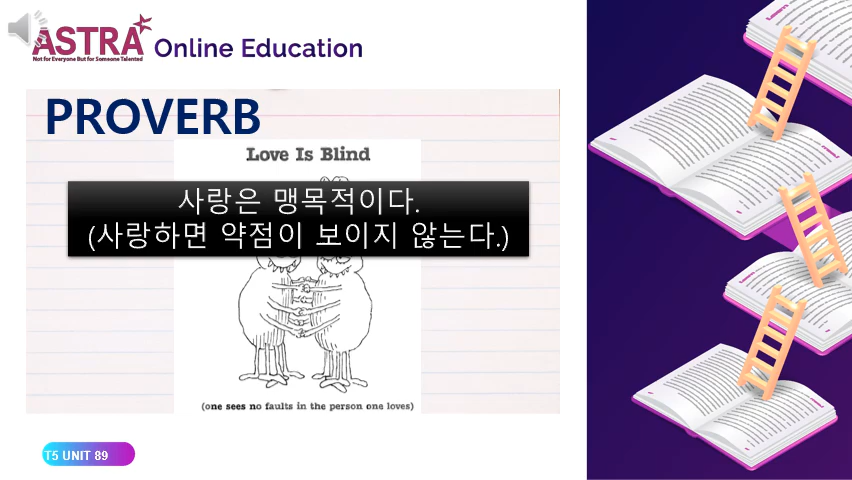 ASTRA
Not for Everyone But for Someone Talented
Online Education
PROVERB
Love Is Blind
사랑은 맹목적이다.
(사랑하면 약점이 보이지 않는다.)
(one sees no faults in the person one loves)
T5 UNIT 89